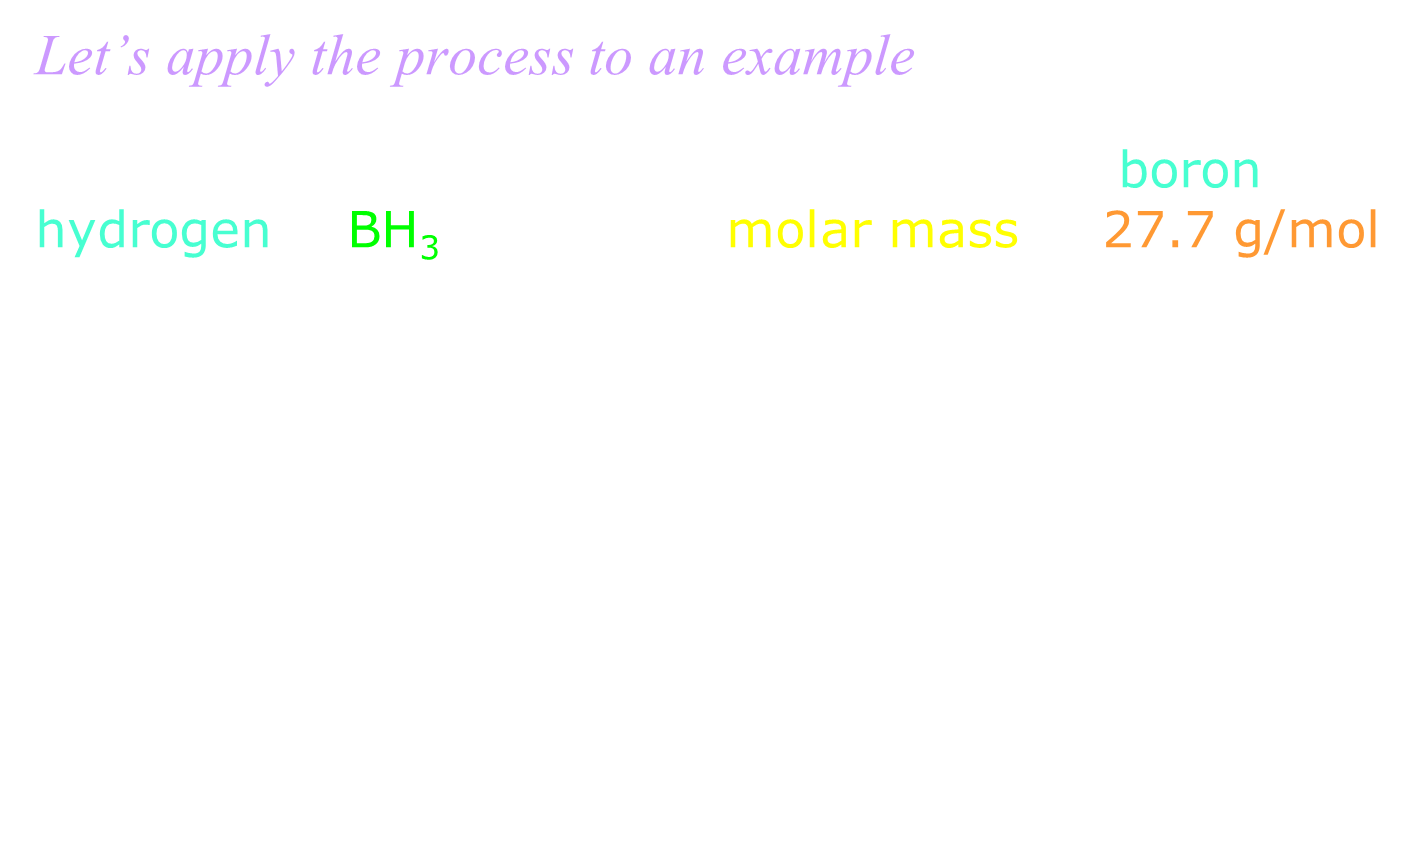 Let’s apply the process to an example
boron
hydrogen BH₃ molar mass 27.7 g/mol